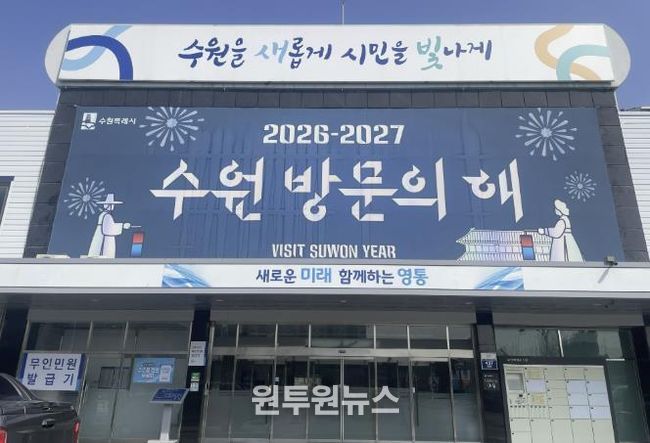 수원을 새롭게 시민을 빛나게
수원특례시
2026-2027
수원 방문의 해
VISIT SUWON YEAR
새로운 미래 함께하는 영통
무인민원
발급기
원투원뉴스